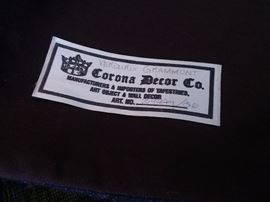 VERDURE GRAMMONT
Corona Decor Co.
MANUFACTURERS & IMPORTERS OF TAPESTRIES,
ART OBJECT & WALL DECOR
ART. NO.